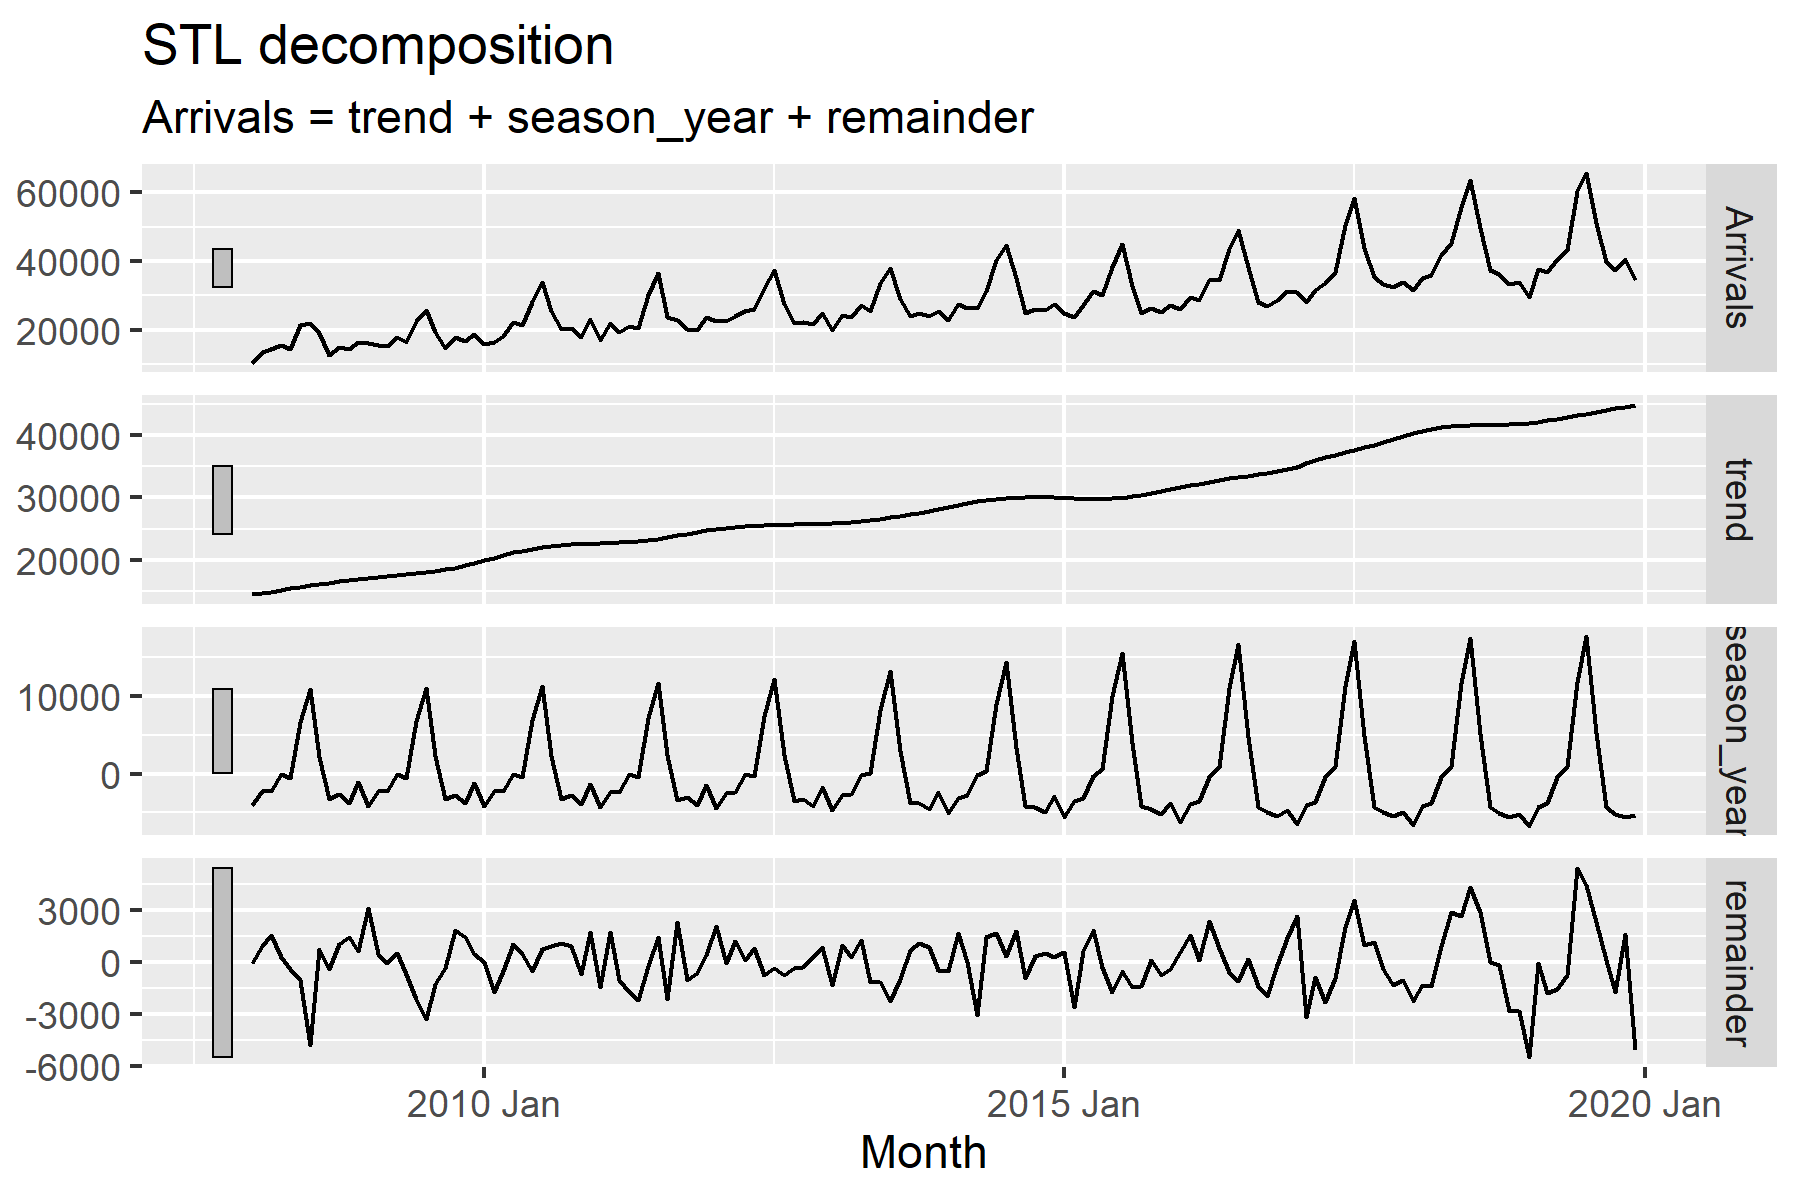 STL decomposition
Arrivals = trend + season_year + remainder
60000
40000
20000
Arrivals
40000
30000
20000
trend
10000
0
season_year
3000
0
-3000
-6000
remainder
2010 Jan
2015 Jan
2020 Jan
Month